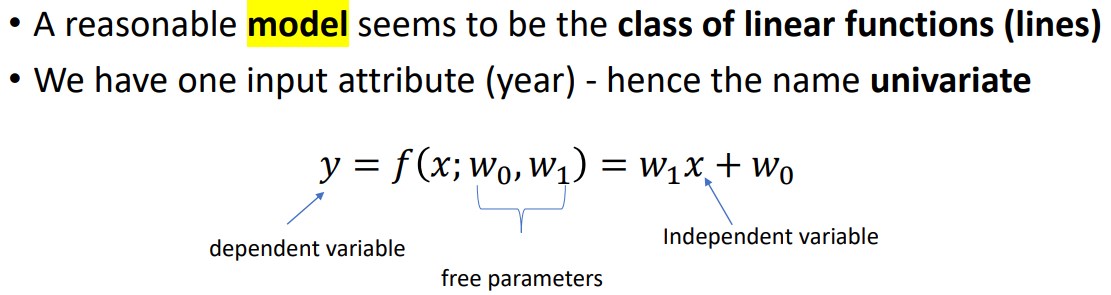 • A reasonable model seems to be the class of linear functions (lines)
• We have one input attribute (year) - hence the name univariate
y = f(x; w₀, w₁) = w₁x + w₀
dependent variable
Independent variable
free parameters